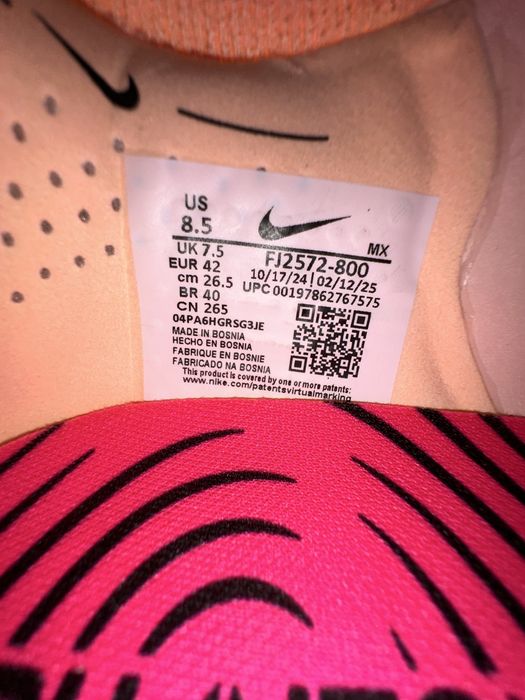 US
8.5
MX
UK 7.5
FJ2572-800
EUR 42
10/17/24 | 02/12/25
cm 26.5
UPC 00197862767575
BR 40
CN 265
04PA6HGRSG3JE
MADE IN BOSNIA
HECHO EN BOSNIA
FABRIQUE EN BOSNIE
FABRICADO NA BOSNIA
This product is covered by one or more patents:
www.nike.com/patentsvirtualmarking